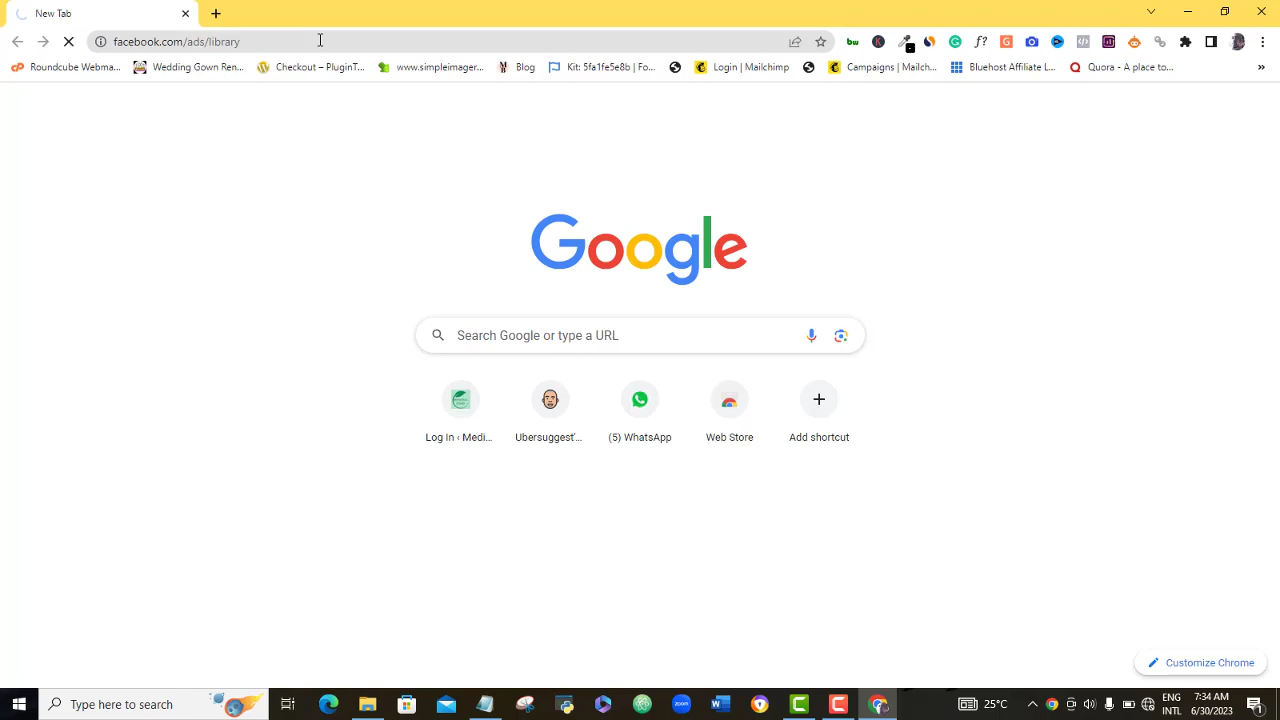 New Tab
facebook.com/ads/library
Roundcube Webma...
Wedding Gown Ren...
Checkout – PluginT...
www.simpleimager...
Blog
Kit: 5fa1fe5e8b | Fo...
Login | Mailchimp
Campaigns | Mailch...
Bluehost Affiliate L...
Quora - A place to...
»
Google
Search Google or type a URL
Log In ‹ Medi...
Ubersuggest'...
(5) WhatsApp
Web Store
Add shortcut
Customize Chrome
Type here to search
25°C
ENG
INTL
7:34 AM
6/30/2023